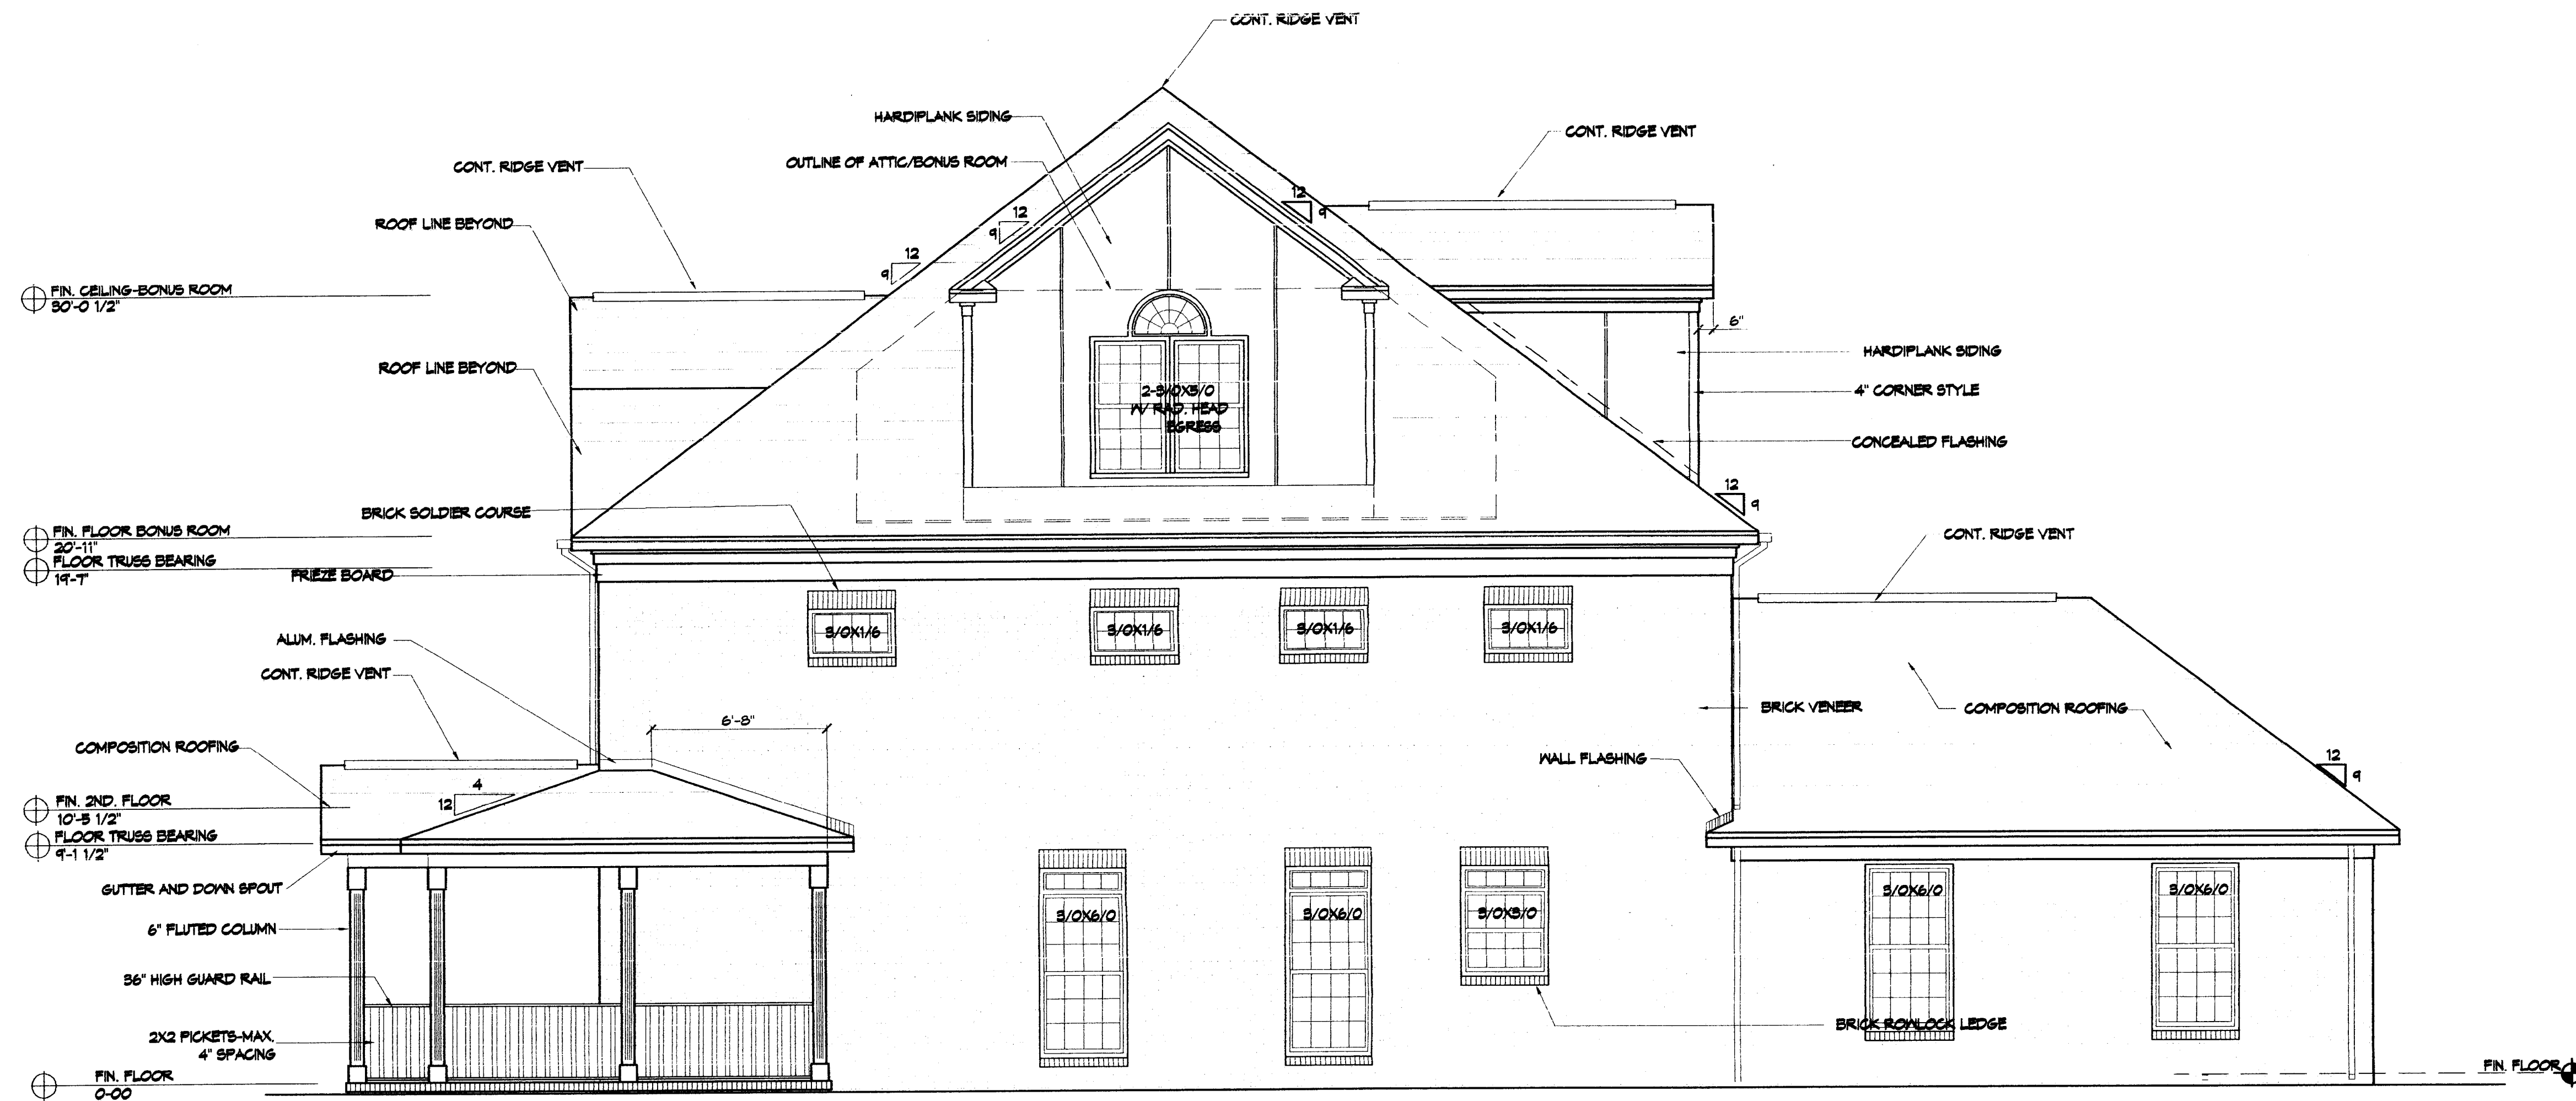 CONT. RIDGE VENT
HARDIPLANK SIDING
CONT. RIDGE VENT
OUTLINE OF ATTIC/BONUS ROOM
CONT. RIDGE VENT
12
9
12
9
ROOF LINE BEYOND
12
9
FIN. CEILING-BONUS ROOM
30'-0 1/2"
6"
HARDIPLANK SIDING
ROOF LINE BEYOND
4" CORNER STYLE
2-3/0X5/0
W/ RAD. HEAD
EGRESS
CONCEALED FLASHING
12
9
BRICK SOLDIER COURSE
FIN. FLOOR BONUS ROOM
20'-11"
CONT. RIDGE VENT
FLOOR TRUSS BEARING
19'-7"
FRIEZE BOARD
3/0X1/6
3/0X1/6
3/0X1/6
3/0X1/6
ALUM. FLASHING
CONT. RIDGE VENT
BRICK VENEER
COMPOSITION ROOFING
6'-8"
COMPOSITION ROOFING
WALL FLASHING
12
9
4
12
FIN. 2ND. FLOOR
10'-5 1/2"
FLOOR TRUSS BEARING
9'-1 1/2"
GUTTER AND DOWN SPOUT
3/0X6/0
3/0X6/0
3/0X6/0
3/0X6/0
3/0X3/0
6" FLUTED COLUMN
36" HIGH GUARD RAIL
2X2 PICKETS-MAX.
4" SPACING
BRICK ROWLOCK LEDGE
FIN. FLOOR
0-00
FIN. FLOOR